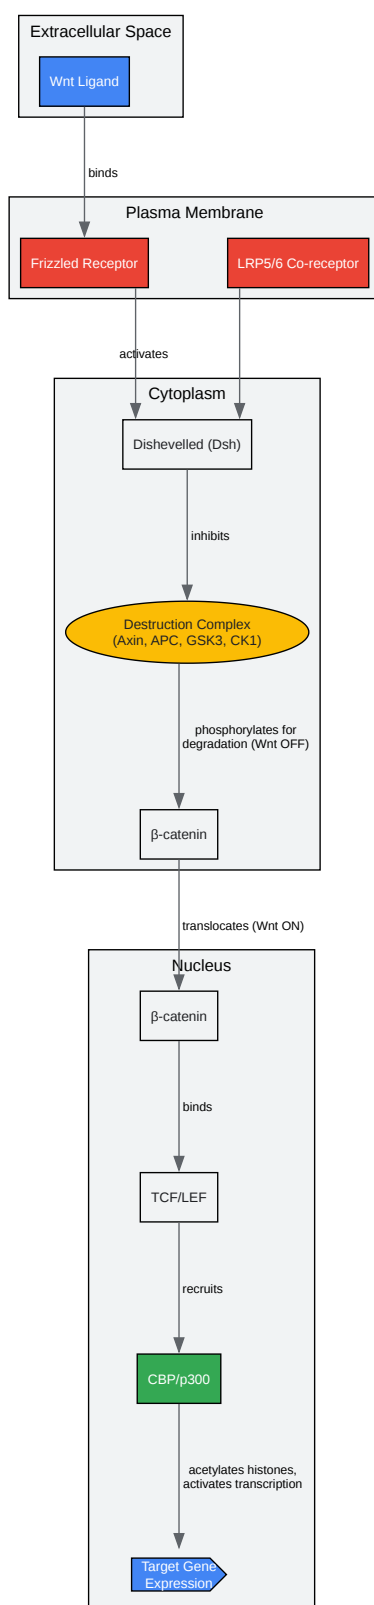 Extracellular Space
Wnt Ligand
binds
Plasma Membrane
Frizzled Receptor
LRP5/6 Co-receptor
activates
Cytoplasm
Dishevelled (Dsh)
inhibits
Destruction Complex
(Axin, APC, GSK3, CK1)
phosphorylates for
degradation (Wnt OFF)
β-catenin
translocates (Wnt ON)
Nucleus
β-catenin
binds
TCF/LEF
recruits
CBP/p300
acetylates histones,
activates transcription
Target Gene
Expression